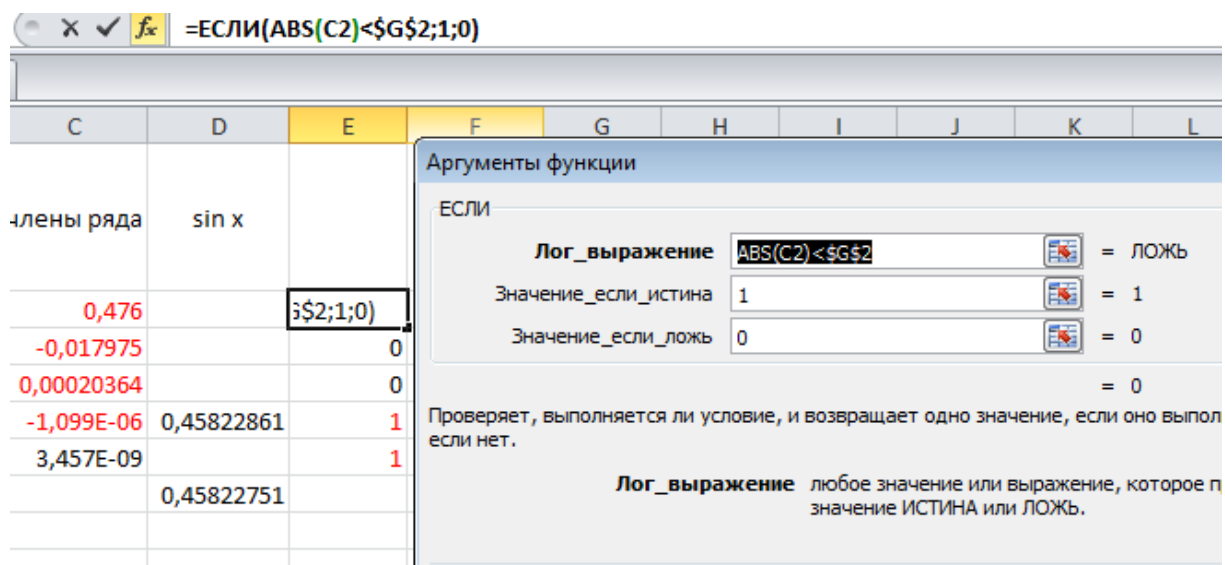 fx =ЕСЛИ(ABS(C2)<$G$2;1;0)
C D E F G H I J K L
члены ряда sin x
0,476 $2;1;0)
-0,017975 0
0,00020364 0
-1,099E-06 0,45822861 1
3,457E-09 1
0,45822751
Аргументы функции
ЕСЛИ
Лог_выражение ABS(C2)<$G$2 = ЛОЖЬ
Значение_если_истина 1 = 1
Значение_если_ложь 0 = 0
= 0
Проверяет, выполняется ли условие, и возвращает одно значение, если оно выпол
если нет.
Лог_выражение любое значение или выражение, которое п
значение ИСТИНА или ЛОЖЬ.